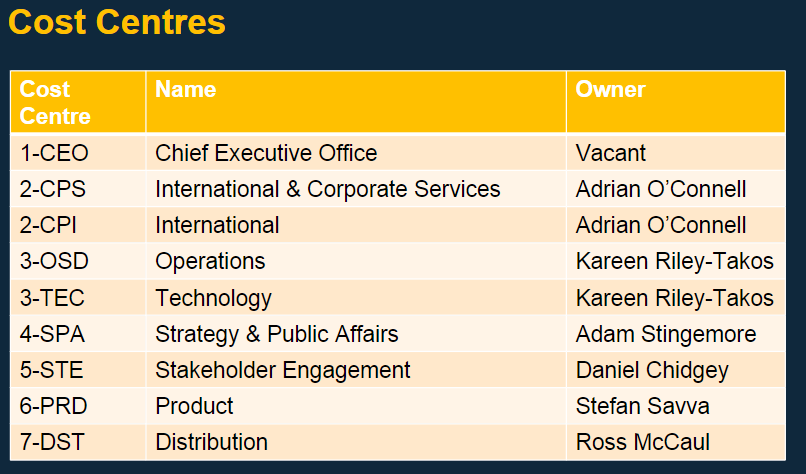 Cost Centres
Cost Centre Name Owner
1-CEO Chief Executive Office Vacant
2-CPS International & Corporate Services Adrian O’Connell
2-CPI International Adrian O’Connell
3-OSD Operations Kareen Riley-Takos
3-TEC Technology Kareen Riley-Takos
4-SPA Strategy & Public Affairs Adam Stingemore
5-STE Stakeholder Engagement Daniel Chidgey
6-PRD Product Stefan Savva
7-DST Distribution Ross McCaul